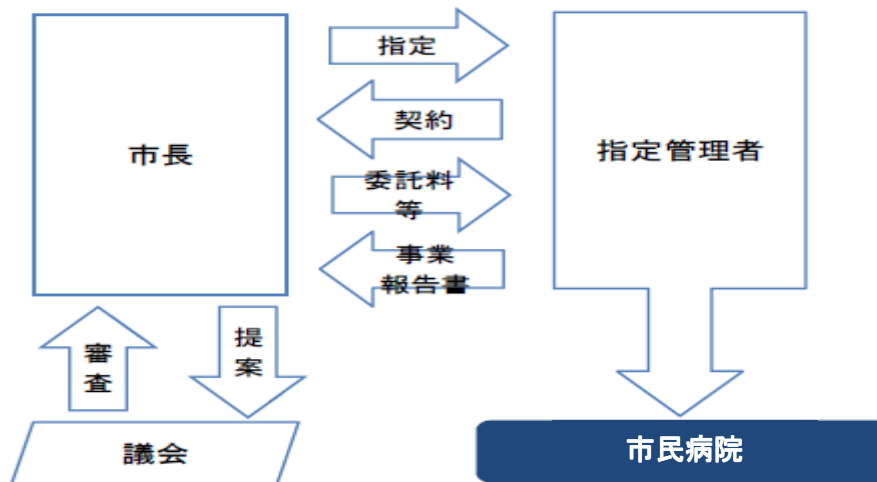 指定
契約
市長
指定管理者
委託料
等
事業
報告書
審
査
提
案
議会
市民病院